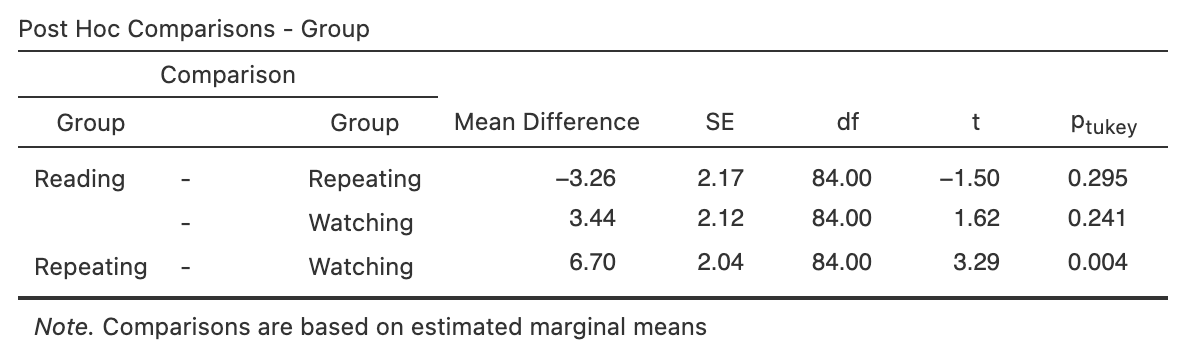 Post Hoc Comparisons - Group
Comparison
Group Group Mean Difference SE df t ptukey
Reading - Repeating −3.26 2.17 84.00 −1.50 0.295
- Watching 3.44 2.12 84.00 1.62 0.241
Repeating - Watching 6.70 2.04 84.00 3.29 0.004
Note. Comparisons are based on estimated marginal means